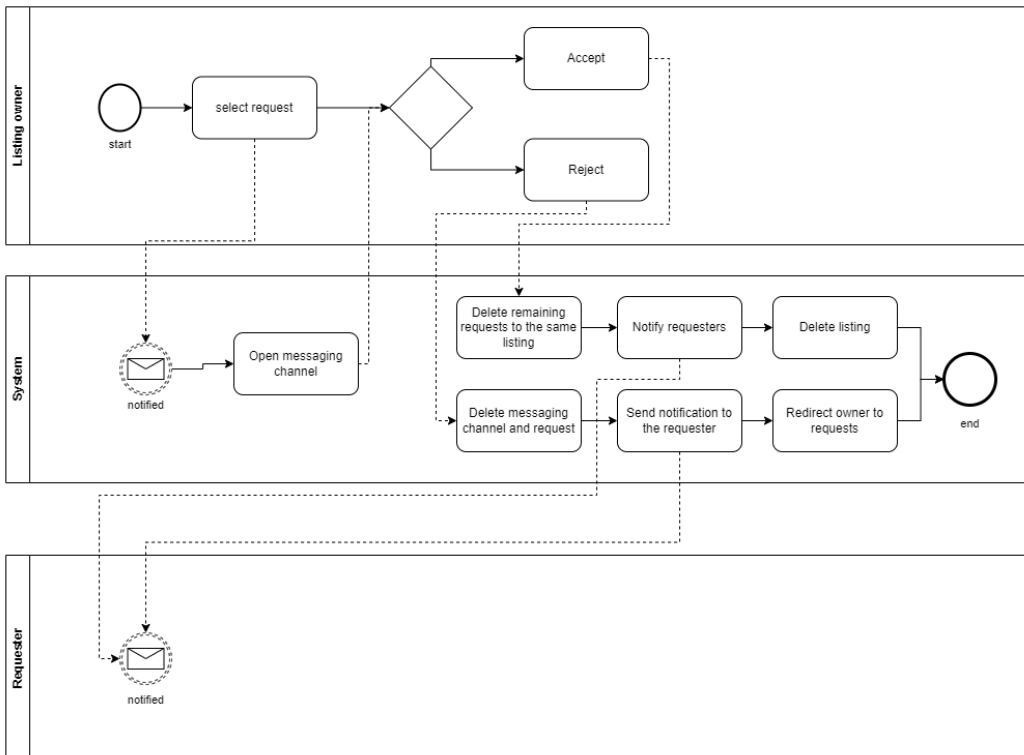 Listing owner
start
select request
Accept
Reject
System
notified
Open messaging
channel
Delete remaining
requests to the same
listing
Notify requesters
Delete listing
Delete messaging
channel and request
Send notification to
the requester
Redirect owner to
requests
end
Requester
notified